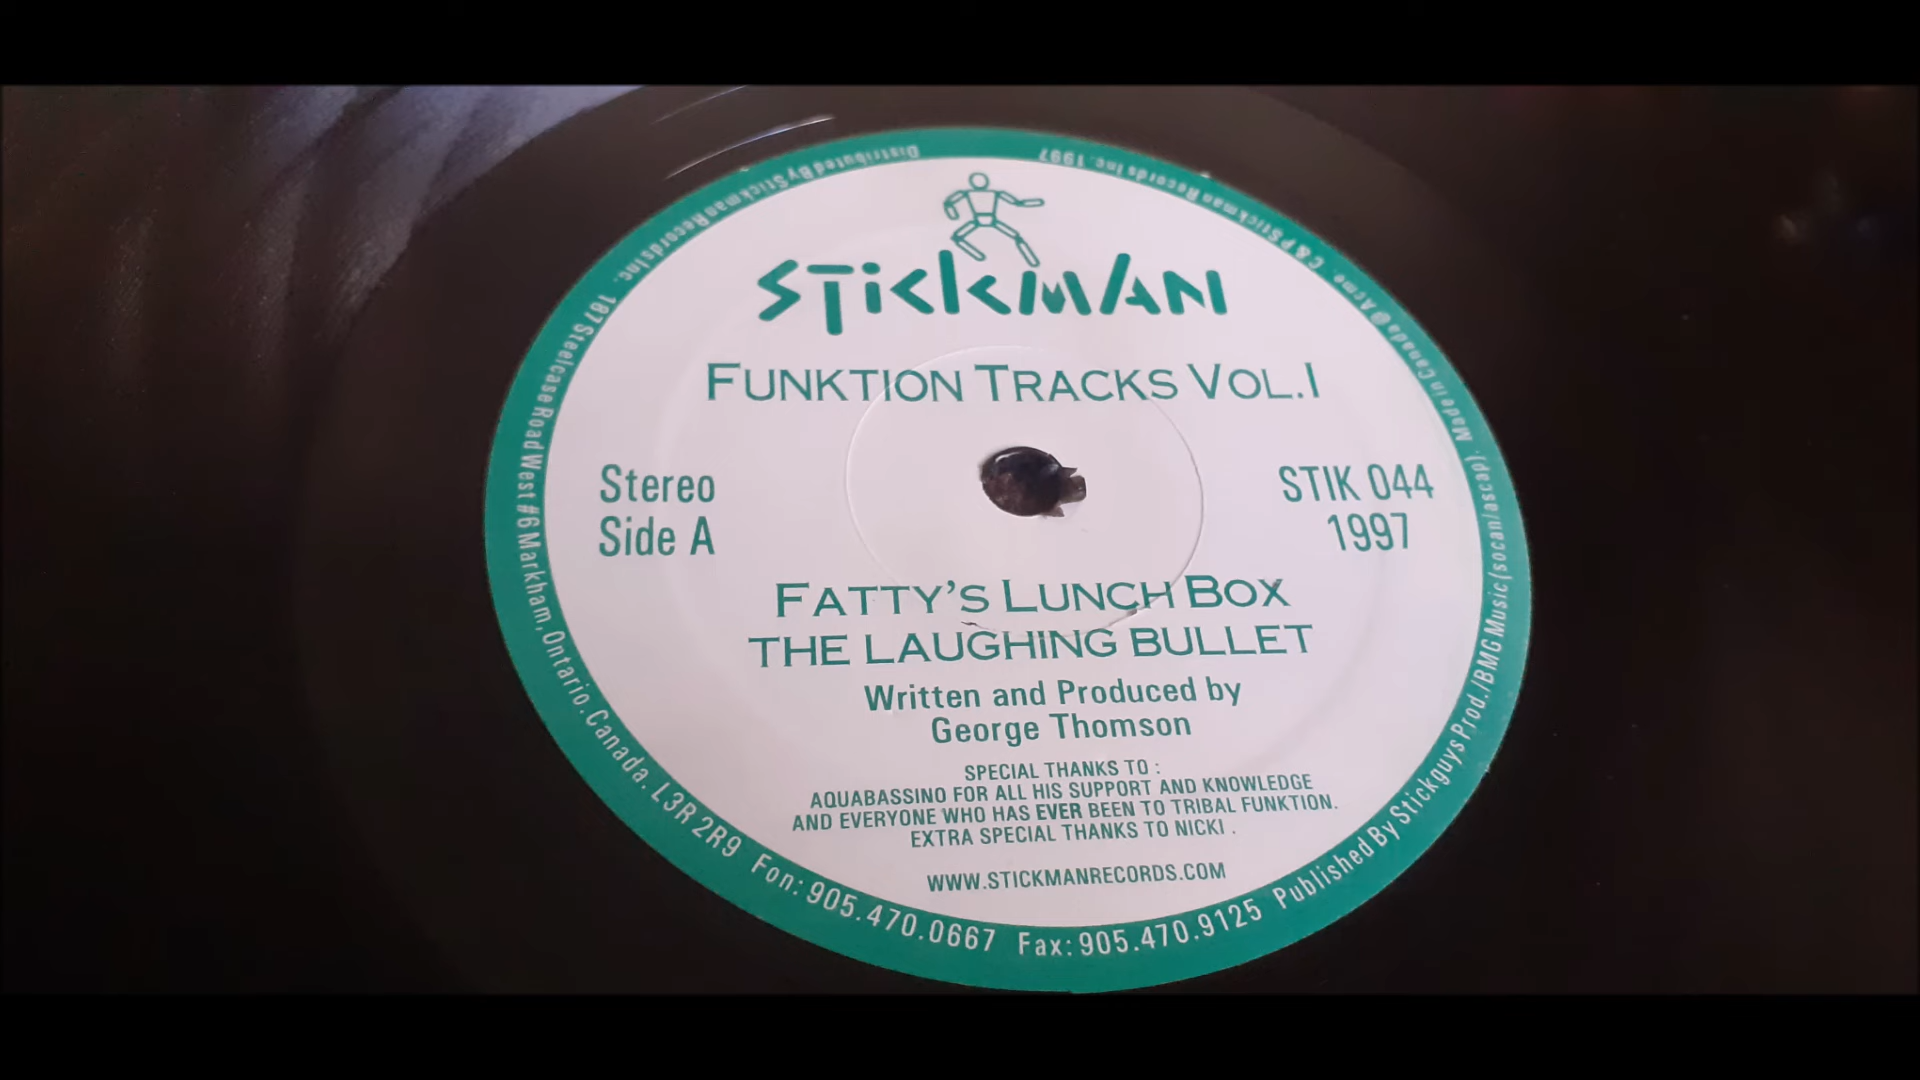 STICKMAN
FUNKTION TRACKS VOL.I
Stereo
Side A
STIK 044
1997
FATTY'S LUNCH BOX
THE LAUGHING BULLET
Written and Produced by
George Thomson
SPECIAL THANKS TO :
AQUABASSINO FOR ALL HIS SUPPORT AND KNOWLEDGE
AND EVERYONE WHO HAS EVER BEEN TO TRIBAL FUNKTION.
EXTRA SPECIAL THANKS TO NICKI .
WWW.STICKMANRECORDS.COM
Distributed By Stickman Records Inc. 187 Steelcase Road West #6 Markham, Ontario. Canada. L3R 2R9 Fon: 905.470.0667 Fax: 905.470.9125 Published By Stickguys Prod./BMG Music (socan/ascap). Made in Canada @ Acme. C & P Stickman Records Inc. 1997